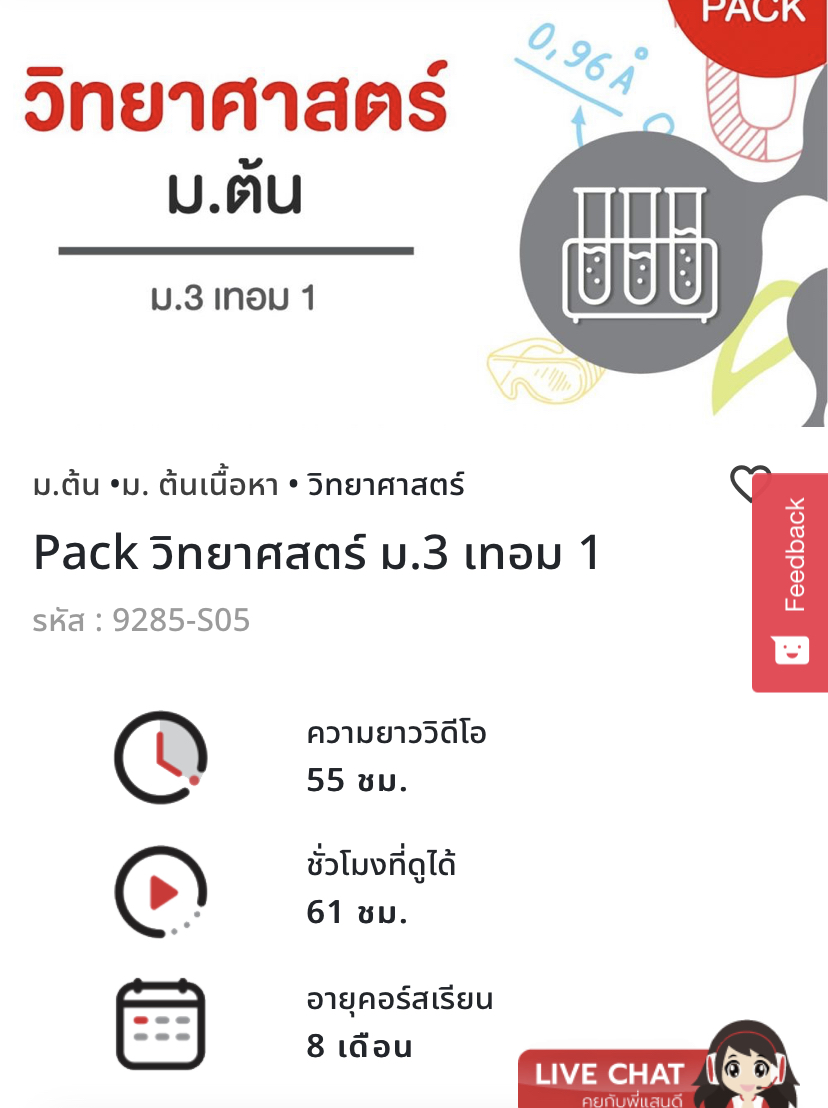 PACK
วิทยาศาสตร์
ม.ต้น
ม.3 เทอม 1
0,96 Å
ม.ต้น •ม. ต้นเนื้อหา • วิทยาศาสตร์
Pack วิทยาศสตร์ ม.3 เทอม 1
รหัส : 9285-S05
Feedback
ความยาววิดีโอ
55 ชม.
ชั่วโมงที่ดูได้
61 ชม.
อายุคอร์สเรียน
8 เดือน
LIVE CHAT
คุยกับพี่แสนดี